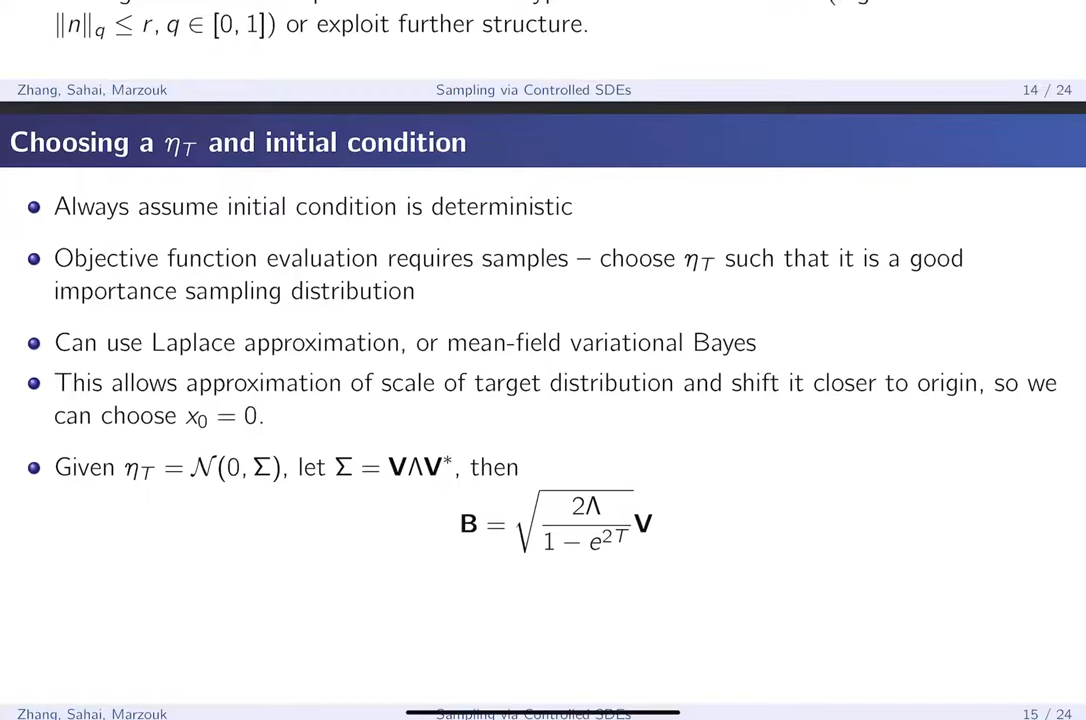 ‖n‖_q ≤ r, q ∈ [0, 1]) or exploit further structure.
Zhang, Sahai, Marzouk Sampling via Controlled SDEs 14 / 24
Choosing a η_T and initial condition
Always assume initial condition is deterministic
Objective function evaluation requires samples – choose η_T such that it is a good
importance sampling distribution
Can use Laplace approximation, or mean-field variational Bayes
This allows approximation of scale of target distribution and shift it closer to origin, so we
can choose x_0 = 0.
Given η_T = 𝒩(0, Σ), let Σ = VΛV*, then
B = √(2Λ / (1 − e^{2T})) V
Zhang, Sahai, Marzouk Sampling via Controlled SDEs 15 / 24